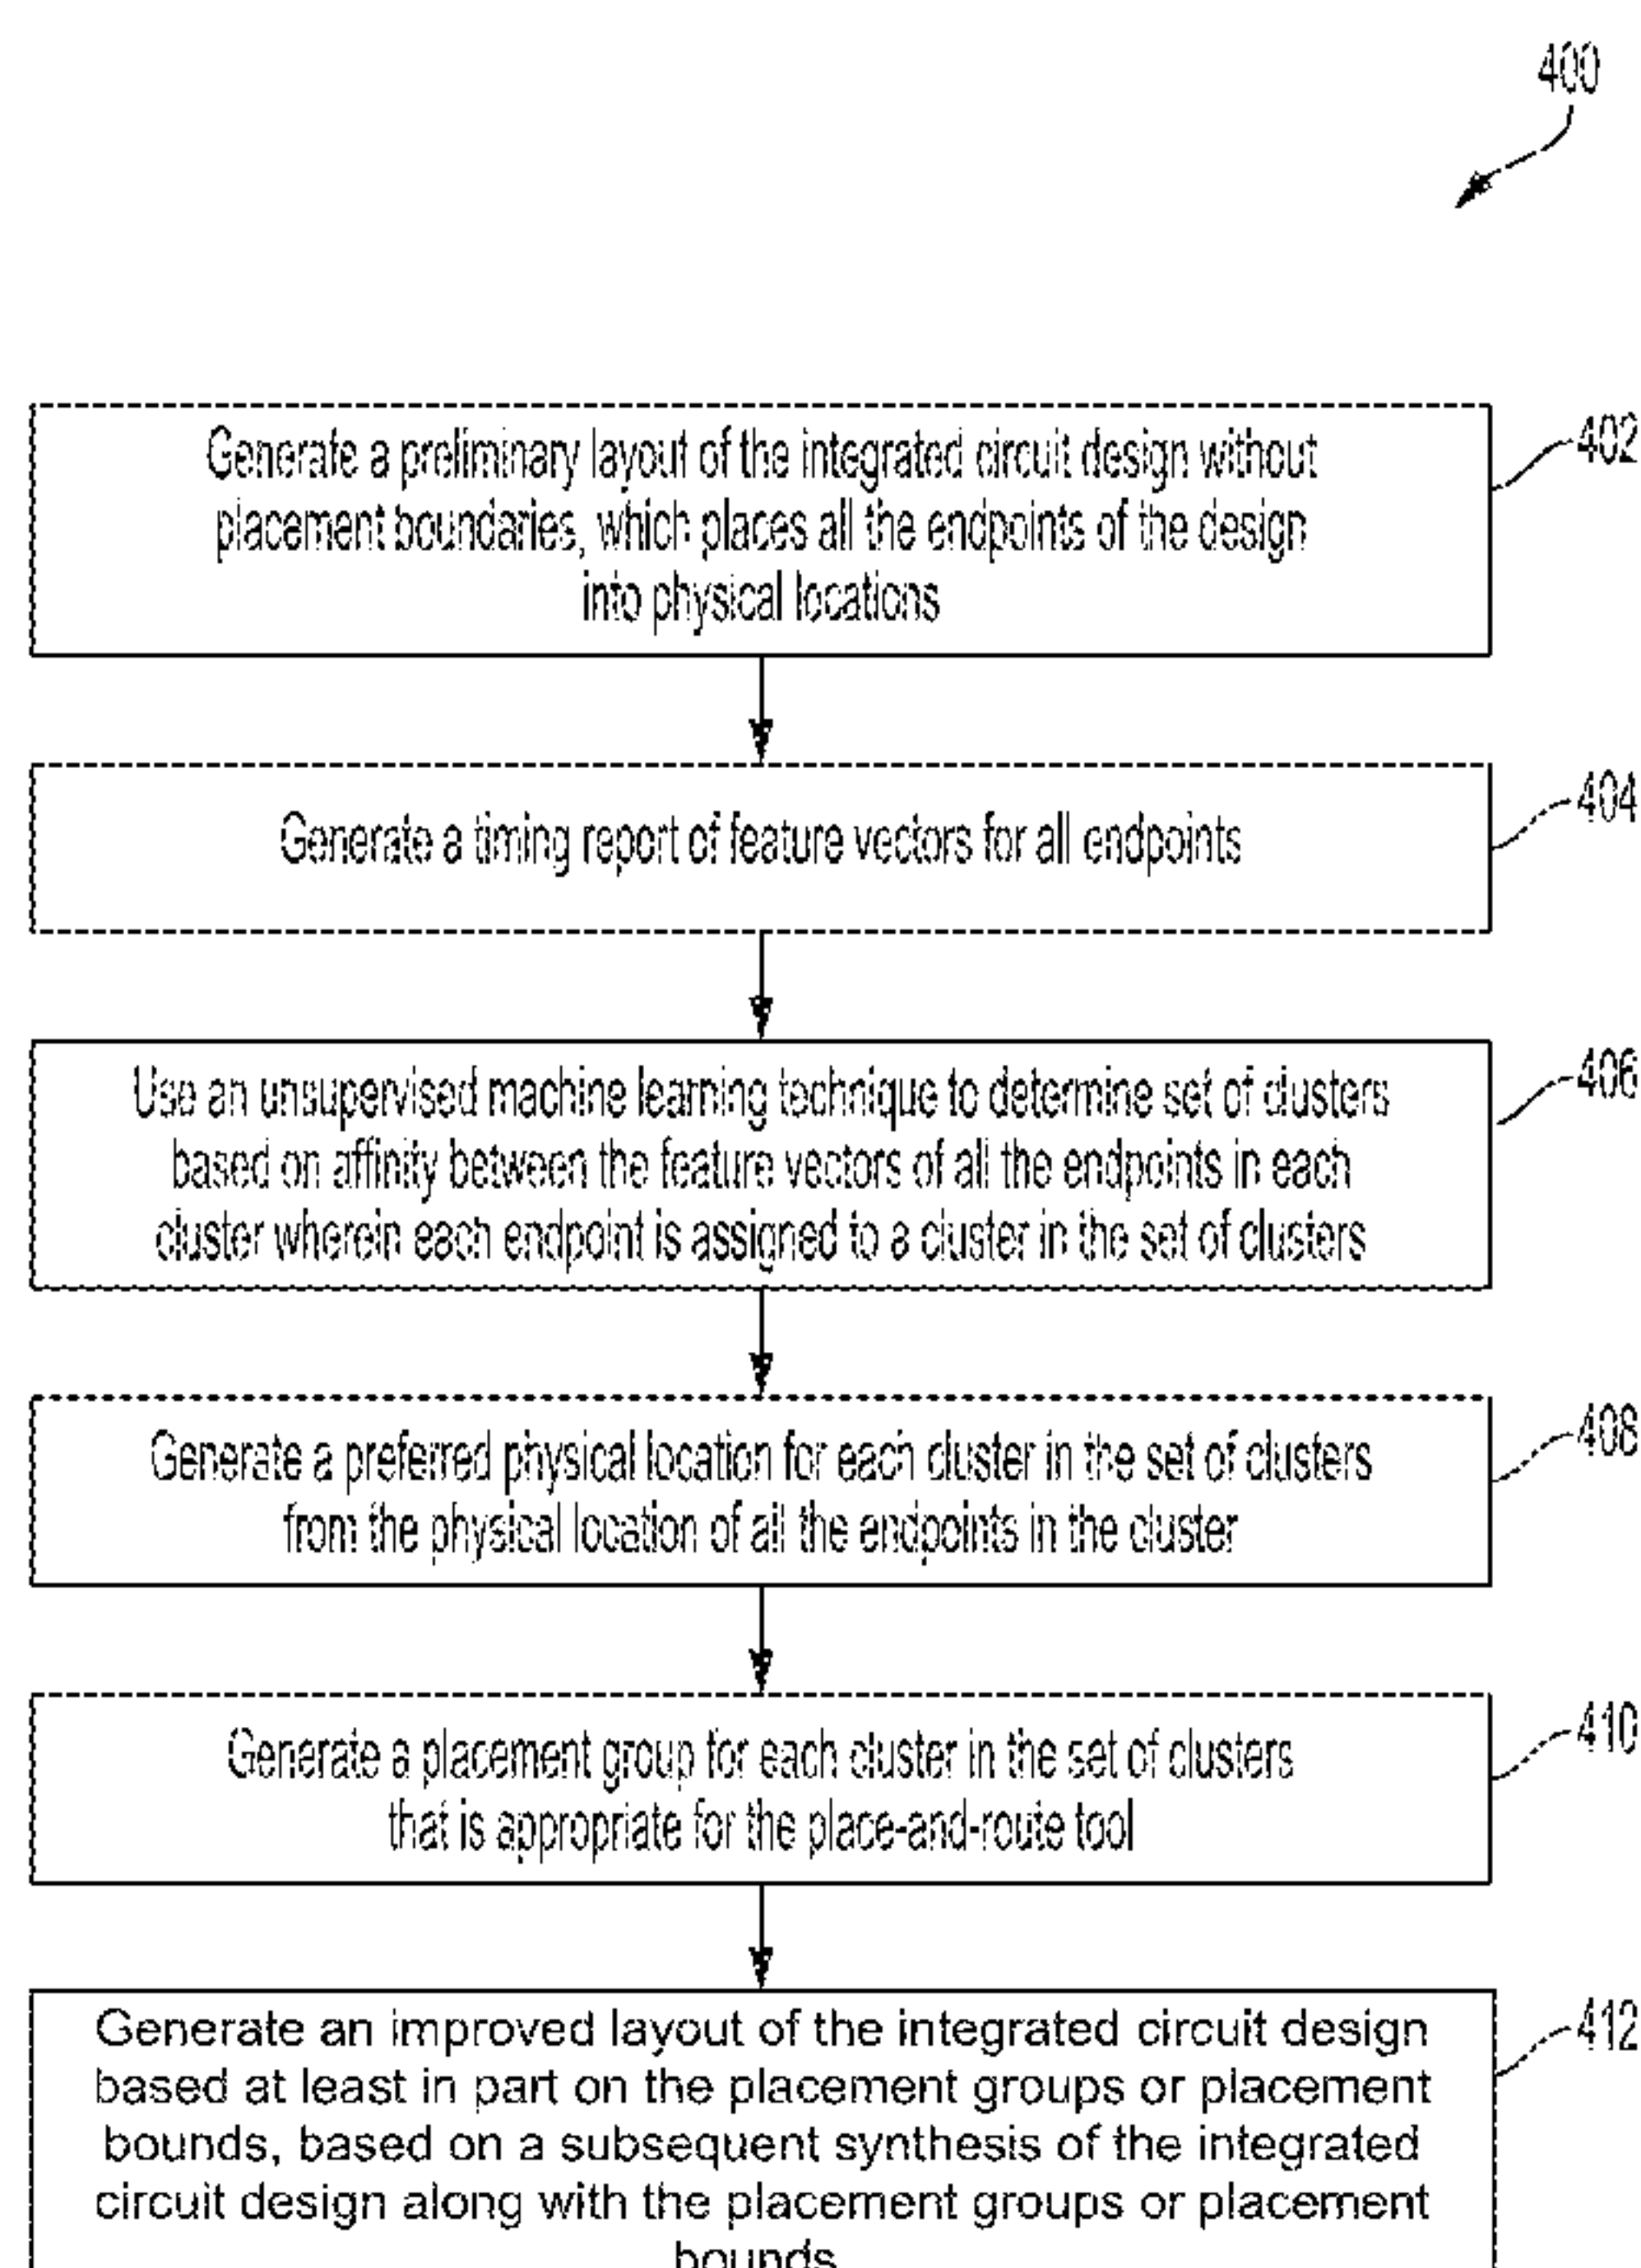 400
Generate a preliminary layout of the integrated circuit design without
placement boundaries, which places all the endpoints of the design
into physical locations
402
Generate a timing report of feature vectors for all endpoints
404
Use an unsupervised machine learning technique to determine set of clusters
based on affinity between the feature vectors of all the endpoints in each
cluster wherein each endpoint is assigned to a cluster in the set of clusters
406
Generate a preferred physical location for each cluster in the set of clusters
from the physical location of all the endpoints in the cluster
408
Generate a placement group for each cluster in the set of clusters
that is appropriate for the place-and-route tool
410
Generate an improved layout of the integrated circuit design
based at least in part on the placement groups or placement
bounds, based on a subsequent synthesis of the integrated
circuit design along with the placement groups or placement
bounds
412